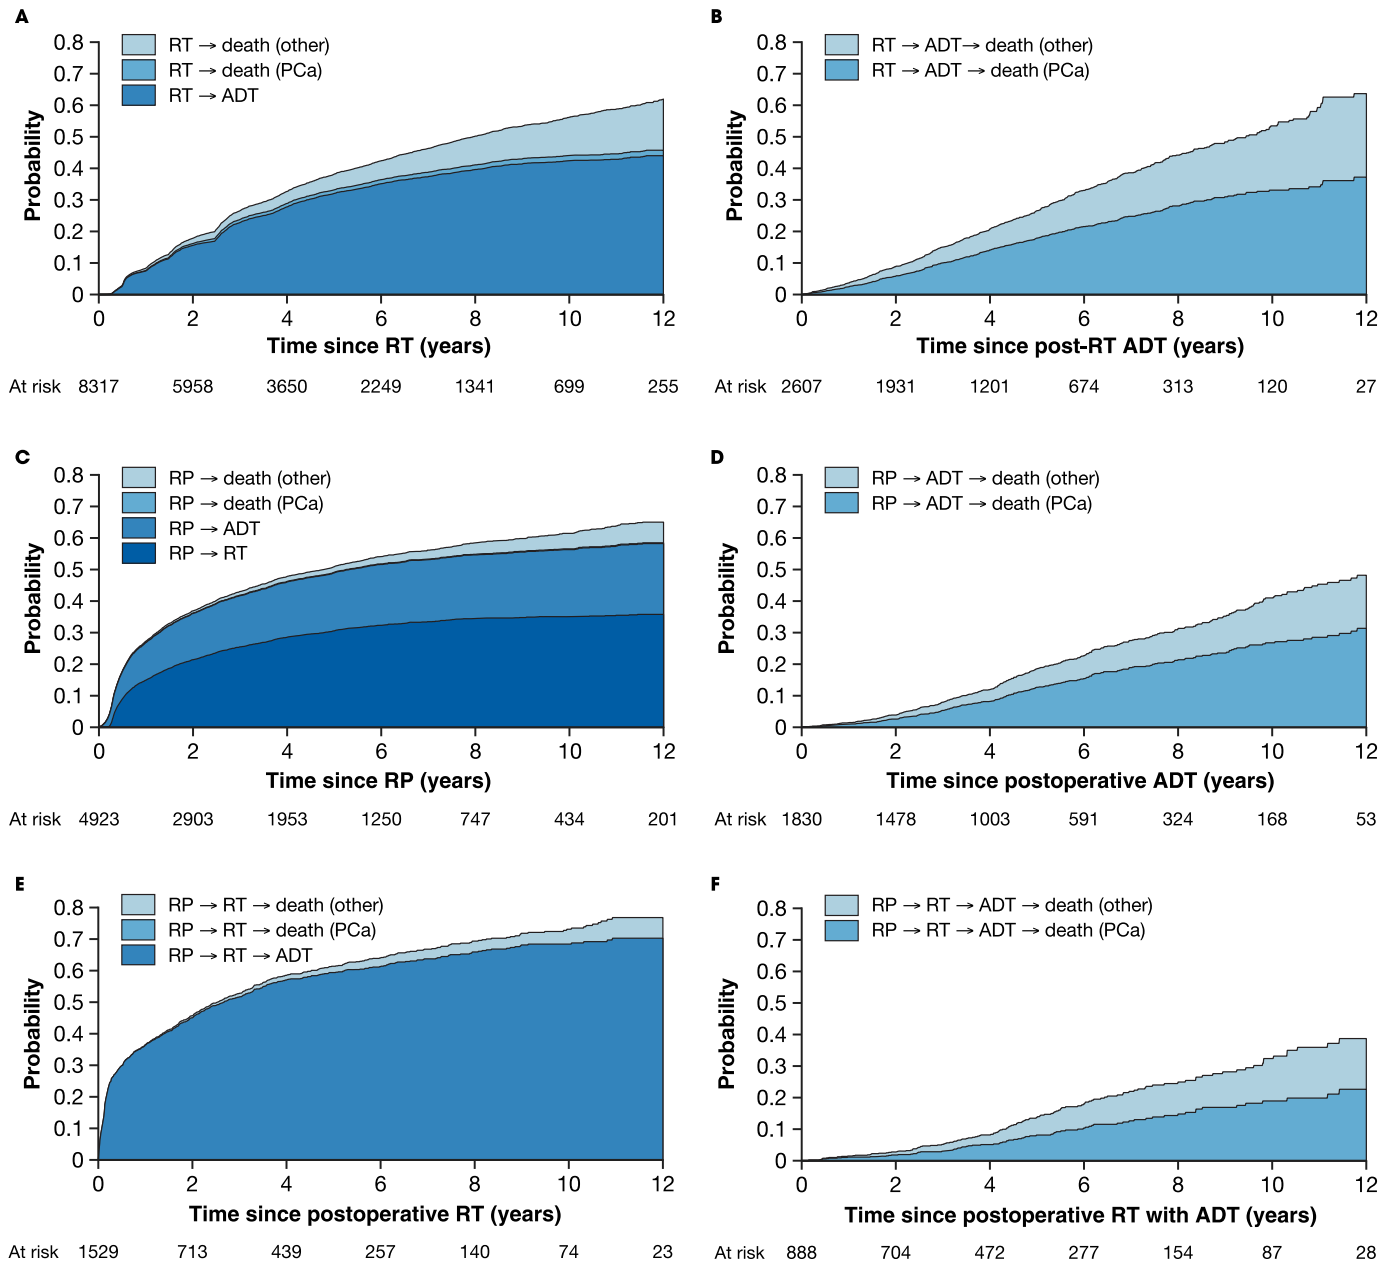 A
RT → death (other)
RT → death (PCa)
RT → ADT
Probability
0.8
0.7
0.6
0.5
0.4
0.3
0.2
0.1
0
0 2 4 6 8 10 12
Time since RT (years)
At risk 8317 5958 3650 2249 1341 699 255
B
RT → ADT → death (other)
RT → ADT → death (PCa)
Probability
0.8
0.7
0.6
0.5
0.4
0.3
0.2
0.1
0
0 2 4 6 8 10 12
Time since post-RT ADT (years)
At risk 2607 1931 1201 674 313 120 27
C
RP → death (other)
RP → death (PCa)
RP → ADT
RP → RT
Probability
0.8
0.7
0.6
0.5
0.4
0.3
0.2
0.1
0
0 2 4 6 8 10 12
Time since RP (years)
At risk 4923 2903 1953 1250 747 434 201
D
RP → ADT → death (other)
RP → ADT → death (PCa)
Probability
0.8
0.7
0.6
0.5
0.4
0.3
0.2
0.1
0
0 2 4 6 8 10 12
Time since postoperative ADT (years)
At risk 1830 1478 1003 591 324 168 53
E
RP → RT → death (other)
RP → RT → death (PCa)
RP → RT → ADT
Probability
0.8
0.7
0.6
0.5
0.4
0.3
0.2
0.1
0
0 2 4 6 8 10 12
Time since postoperative RT (years)
At risk 1529 713 439 257 140 74 23
F
RP → RT → ADT → death (other)
RP → RT → ADT → death (PCa)
Probability
0.8
0.7
0.6
0.5
0.4
0.3
0.2
0.1
0
0 2 4 6 8 10 12
Time since postoperative RT with ADT (years)
At risk 888 704 472 277 154 87 28